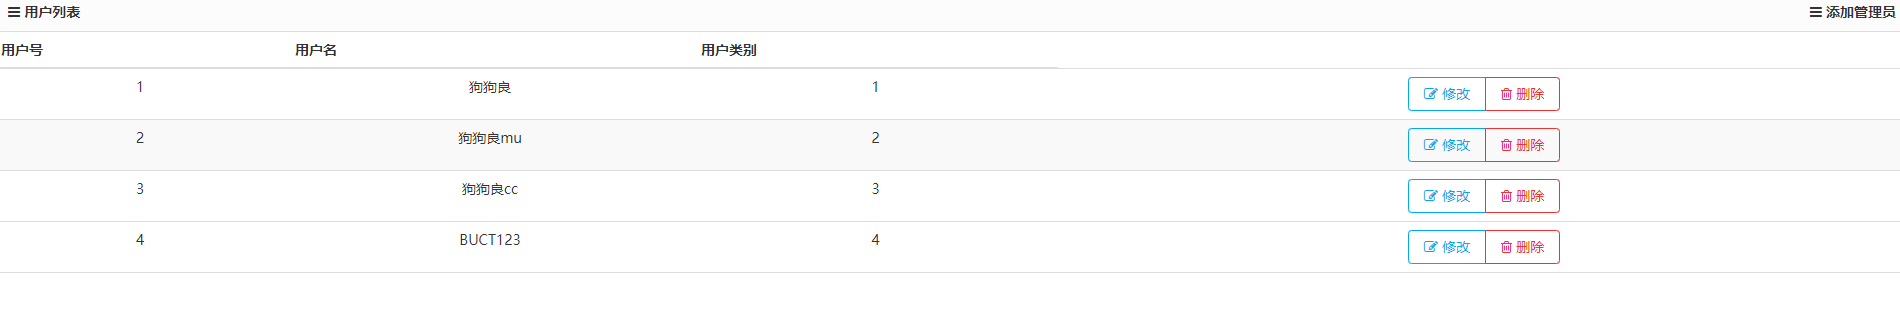 用户列表 添加管理员
用户号 用户名 用户类别
1 狗狗良 1 修改 删除
2 狗狗良mu 2 修改 删除
3 狗狗良cc 3 修改 删除
4 BUCT123 4 修改 删除